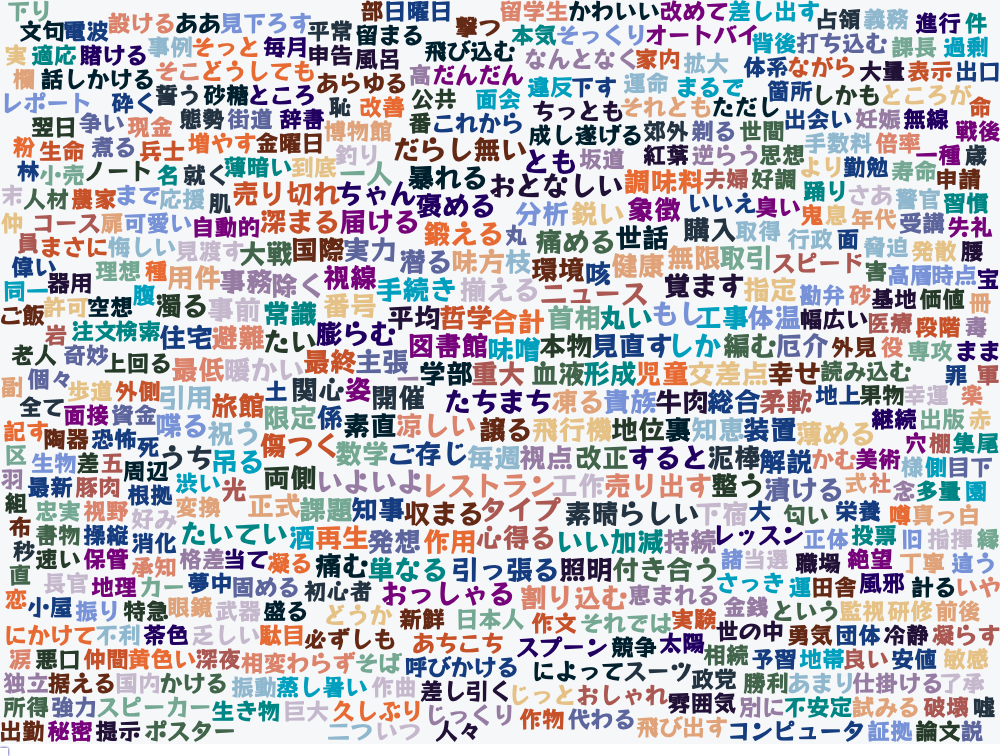 下り 設ける ああ 見下ろす 部 日曜日 留学生 かわいい 改めて 差し出す
文句 電波 平常 留まる 撃つ 本気 そっくり オートバイ 占領 義務 進行 件
実 適応 賭ける 事例 そっと 毎月 申告 風呂 飛び込む なんとなく 家内 拡大 背後 打ち込む 課長 過剰
欄 話しかける そこ どうしても あらゆる 高 だんだん 違反 下す 運命 まるで 体系 ながら 大量 表示 出口
レポート 砕く 誓う 砂糖 ところ 恥 改善 公共 面会 ちっとも それとも ただし 箇所 しかも ところが 命
翌日 争い 現金 態勢 街道 辞書 博物館 番 これから 成し遂げる 郊外 剃る 世間 出会い 妊娠 無線 戦後
粉 生命 煮る 兵士 増やす 金曜日 釣り だらし無い とも 坂道 紅葉 逆らう 思想 手数料 倍率 一種 歳
林 小売 ノート 名 就く 薄暗い 到底 一人 暴れる おとなしい 調味料 夫婦 好調 より 勤勉 寿命 申請
末 人材 農家 まで 応援 肌 売り切れ ちゃん 褒める 分析 鋭い 象徴 いいえ 臭い 踊り さあ 警官 習慣
仲 コース 扉 可愛い 自動的 深まる 届ける 鍛える 丸 痛める 世話 購入 取得 鬼 息 年代 受講 失礼
員 まさに 悔しい 見渡す 大戦 国際 実力 潜る 味方 枝 環境 咳 健康 無限 取引 スピード 行政 面 脅迫 発散 腰
偉い 器用 理想 種 用件 事務 除く 視線 手続き 揃える ニュース 覚ます 指定 勘弁 砂 害 高層 時点 宝
同一 許可 空想 腹 濁る 事前 常識 番号 平均 哲学 合計 首相 丸い もし 工事 体温 幅広い 基地 価値 冊
ご飯 岩 注文 検索 住宅 避難 たい 膨らむ 図書館 味噌 本物 見直す しか 編む 厄介 外見 医療 段階 毒
老人 奇妙 上回る 最低 暖かい 最終 主張 一 学部 重大 血液 形成 児童 交差点 幸せ 読み込む 役 専攻 まま
副 個々 歩道 外側 引用 旅館 土 関心 姿 開催 たちまち 凍る 貴族 牛肉 総合 柔軟 地上 果物 幸運 罪 軍 楽
全て 面接 資金 喋る 祝う 限定 係 素直 涼しい 譲る 飛行機 地位 裏 知恵 装置 薄める 継続 出版 赤
記す 陶器 恐怖 死 うち 吊る 傷つく 数学 ご存じ 毎週 視点 改正 すると 泥棒 解説 かむ 美術 穴 棚 集 尾
区 生物 差 五 周辺 渋い 光 両側 いよいよ レストラン 工作 売り出す 整う 漬ける 式 社 様 側 目下
羽 最新 豚肉 根拠 変換 正式 課題 知事 収まる タイプ 素晴らしい 下宿 大 匂い 栄養 念 多量 園
組 忠実 視野 好み たいてい 酒 再生 発想 作用 心得る いい加減 持続 レッスン 正体 投票 噂 真っ白
布 書物 操縦 消化 格差 当て 凝る 痛む 単なる 引っ張る 照明 付き合う 諸 当選 職場 絶望 旧 指揮 緑
秒 速い 保管 承知 夢中 固める 初心者 おっしゃる 割り込む 恵まれる さっき 運 田舎 風邪 丁寧 違う
直 長官 地理 カー 盛る どうか 新鮮 日本人 作文 それでは 実験 金銭 という 監視 研修 計る いや
恋 小屋 振り 特急 眼鏡 武器 必ずしも あちこち スプーン 競争 太陽 世の中 勇気 団体 冷静 前後 凝らす
にかけて 不利 茶色 乏しい 駄目 相変わらず そば 呼びかける によって スーツ 政党 相続 予習 地帯 良い 安値 敏感
涙 悪口 仲間 黄色い 深夜 振動 蒸し暑い 作曲 差し引く じっと おしゃれ 雰囲気 勝利 あまり 仕掛ける 了承
独立 据える 国内 かける 生き物 巨大 久しぶり じっくり 作物 代わる 別に 不安定 試みる 破壊 嘘
所得 強力 スピーカー 二つ いつ 人々 飛び出す コンピュータ 証拠 論文 説
出勤 秘密 提示 ポスター